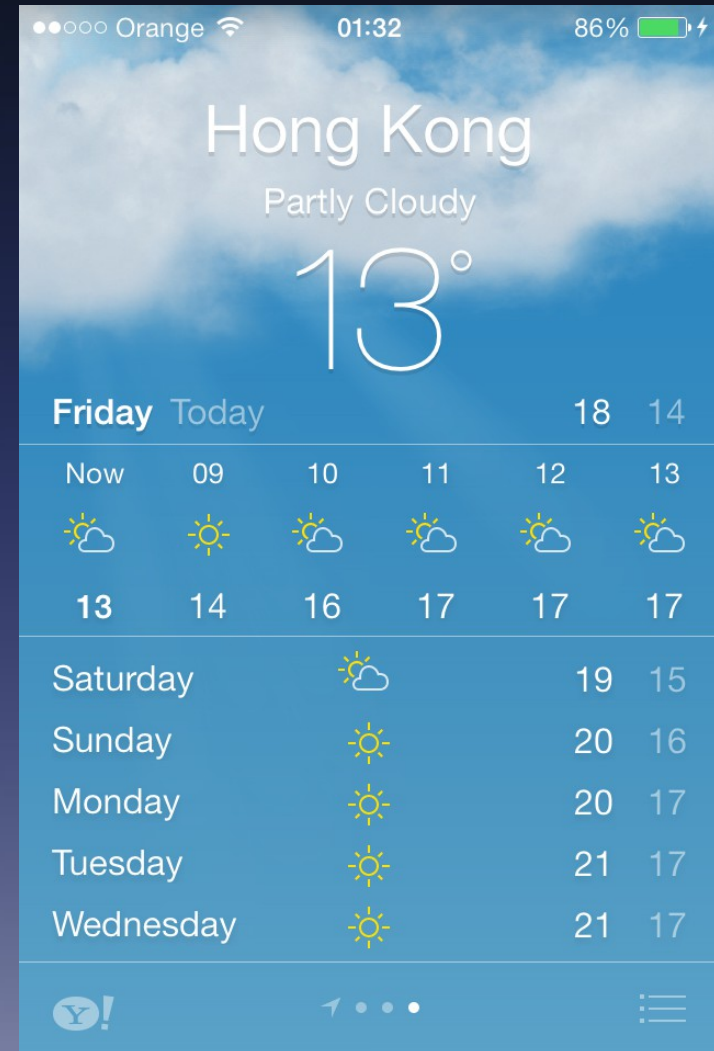 Orange 01:32 86%
Hong Kong
Partly Cloudy
13°
Friday Today 18 14
Now 09 10 11 12 13
13 14 16 17 17 17
Saturday 19 15
Sunday 20 16
Monday 20 17
Tuesday 21 17
Wednesday 21 17
Y!